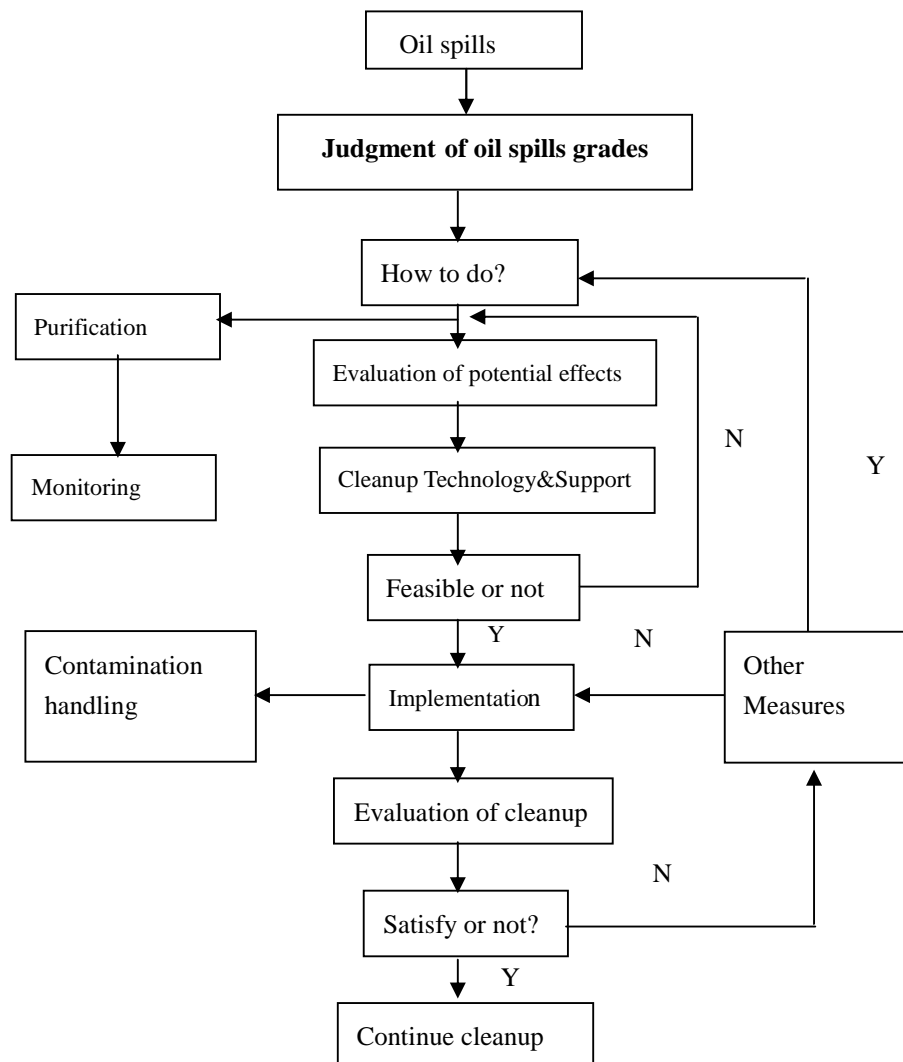 Oil spills
Judgment of oil spills grades
How to do?
Purification
Evaluation of potential effects
N
Y
Monitoring
Cleanup Technology&Support
Feasible or not
Y
N
Contamination
handling
Implementation
Other
Measures
Evaluation of cleanup
N
Satisfy or not?
Y
Continue cleanup